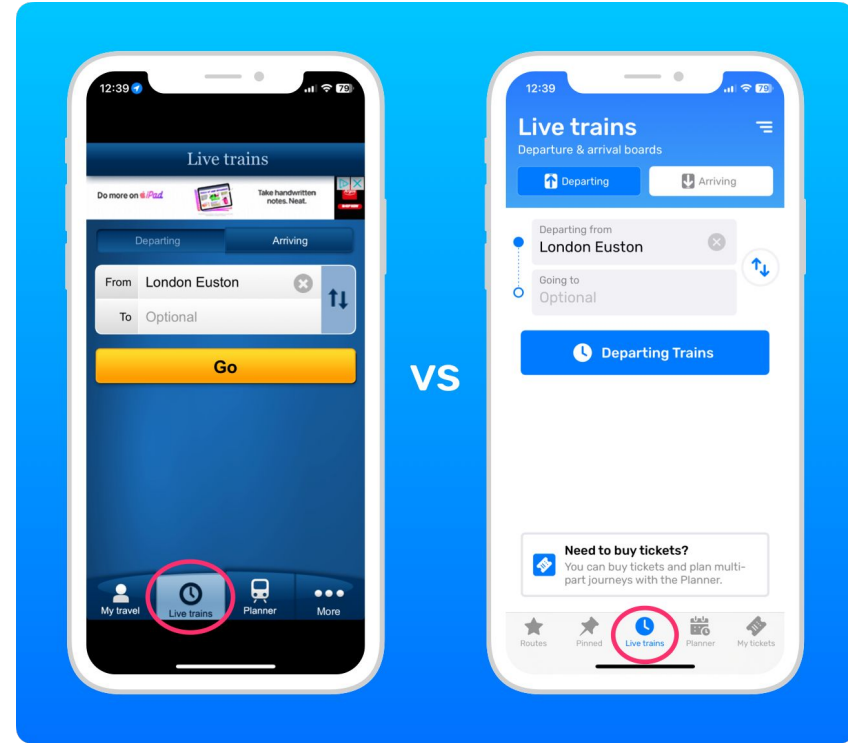 12:39
79
Live trains
Do more on iPad
Take handwritten
notes. Neat.
Departing
Arriving
From London Euston
To Optional
Go
My travel
Live trains
Planner
More
VS
12:39
79
Live trains
Departure & arrival boards
Departing
Arriving
Departing from
London Euston
Going to
Optional
Departing Trains
Need to buy tickets?
You can buy tickets and plan multi-
part journeys with the Planner.
Routes
Pinned
Live trains
Planner
My tickets